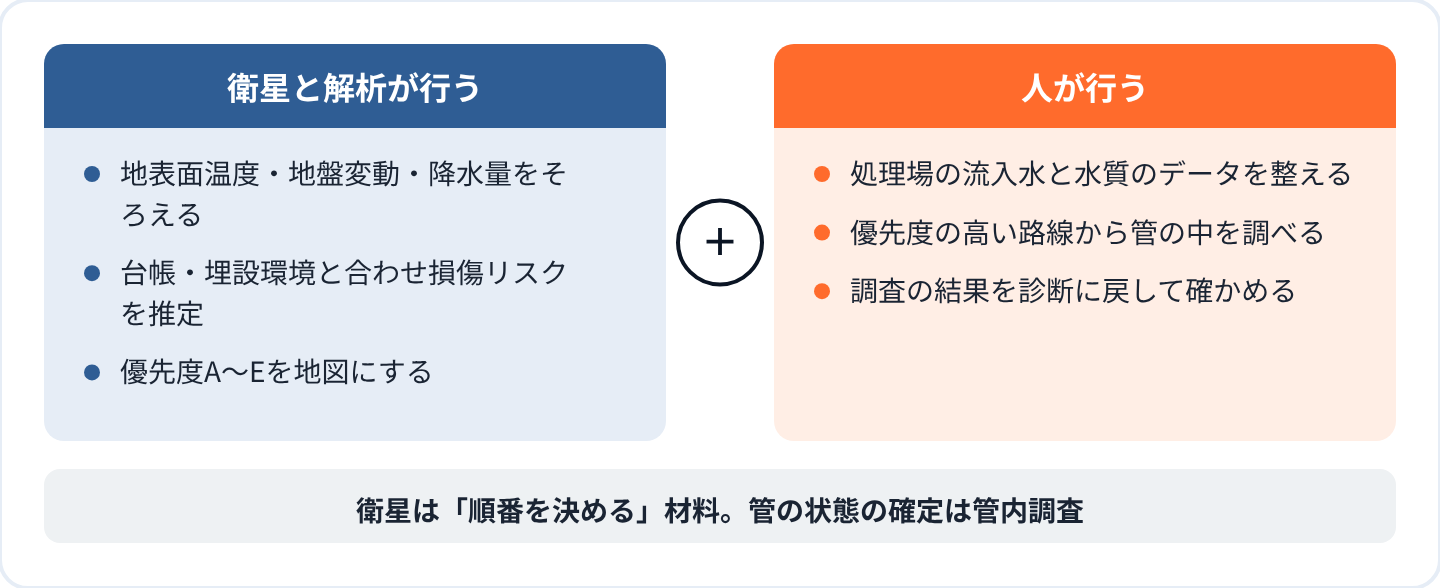 衛星と解析が行う
地表面温度・地盤変動・降水量をそ
ろえる
台帳・埋設環境と合わせ損傷リスク
を推定
優先度A〜Eを地図にする
+
人が行う
処理場の流入水と水質のデータを整える
優先度の高い路線から管の中を調べる
調査の結果を診断に戻して確かめる
衛星は「順番を決める」材料。管の状態の確定は管内調査